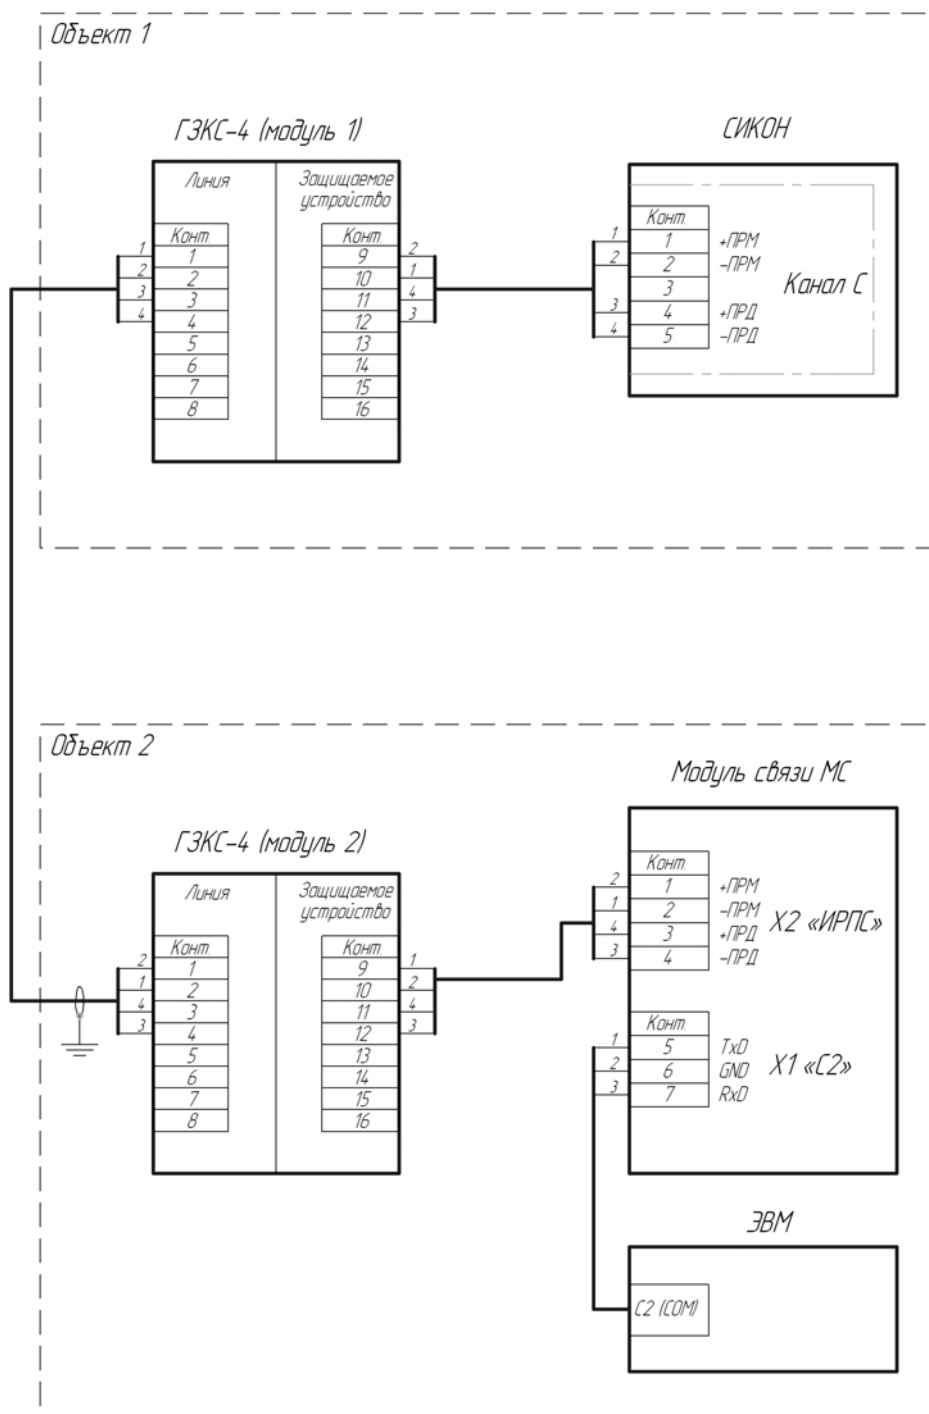 Объект 1
ГЗКС-4 (модуль 1)
СИКОН
Линия
Защищаемое
устройство
Конт.
1
2
3
4
5
6
7
8
1
2
3
4
Конт.
9
10
11
12
13
14
15
16
2
1
4
3
1
2
3
4
Конт.
1 +ПРМ
2 -ПРМ
3
4 +ПРД
5 -ПРД
Канал С
Объект 2
Модуль связи МС
ГЗКС-4 (модуль 2)
Линия
Защищаемое
устройство
Конт.
1
2
3
4
5
6
7
8
2
1
4
3
Конт.
9
10
11
12
13
14
15
16
1
2
4
3
2
1
4
3
Конт.
1 +ПРМ
2 -ПРМ
3 +ПРД
4 -ПРД
Х2 «ИРПС»
1
2
3
Конт.
5 TxD
6 GND
7 RxD
Х1 «С2»
ЭВМ
С2 (СОМ)